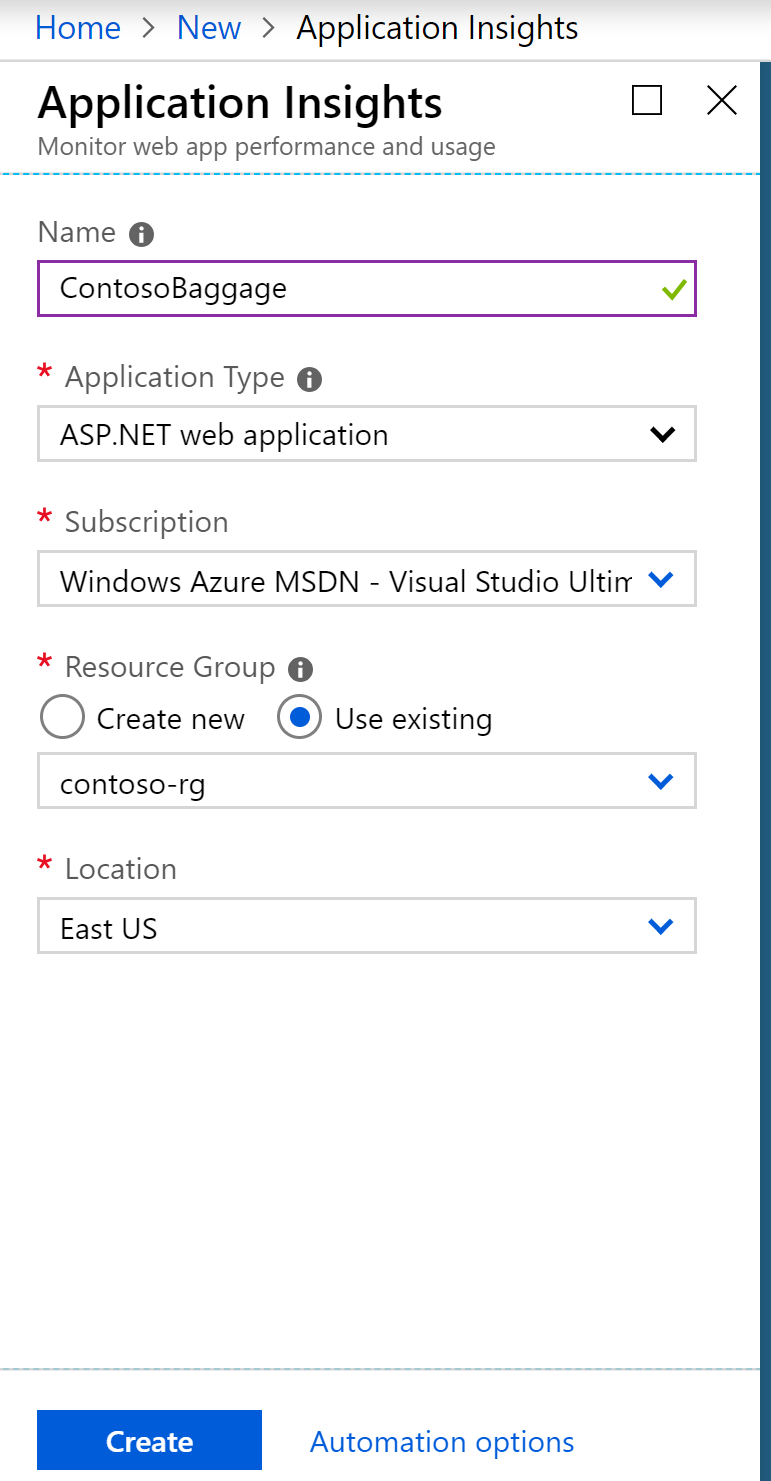 Home > New > Application Insights
Application Insights
Monitor web app performance and usage
Name
ContosoBaggage
* Application Type
ASP.NET web application
* Subscription
Windows Azure MSDN - Visual Studio Ultim
* Resource Group
Create new Use existing
contoso-rg
* Location
East US
Create Automation options